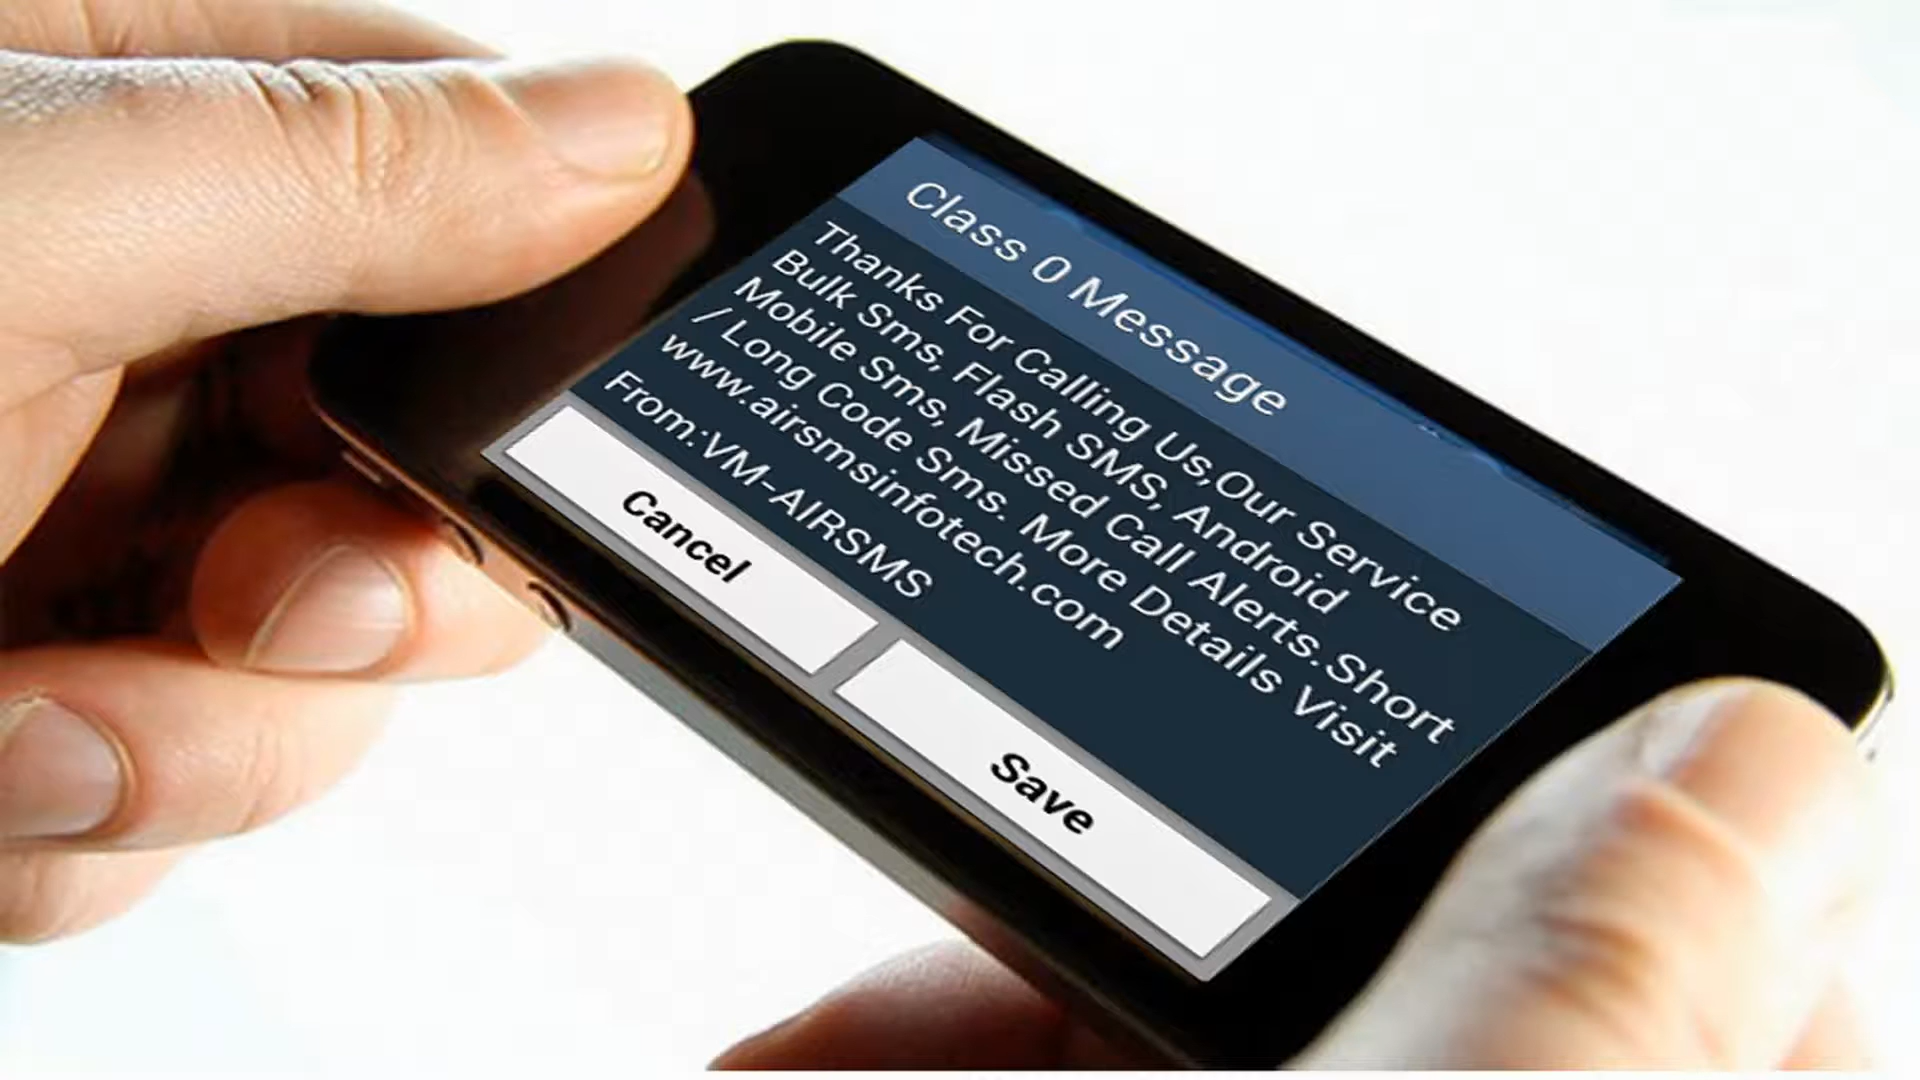 Class 0 Message
Thanks For Calling Us,Our Service
Bulk Sms, Flash SMS, Android
Mobile Sms, Missed Call Alerts.Short
/ Long Code Sms. More Details Visit
www.airsmsinfotech.com
From:VM-AIRSMS
Cancel
Save